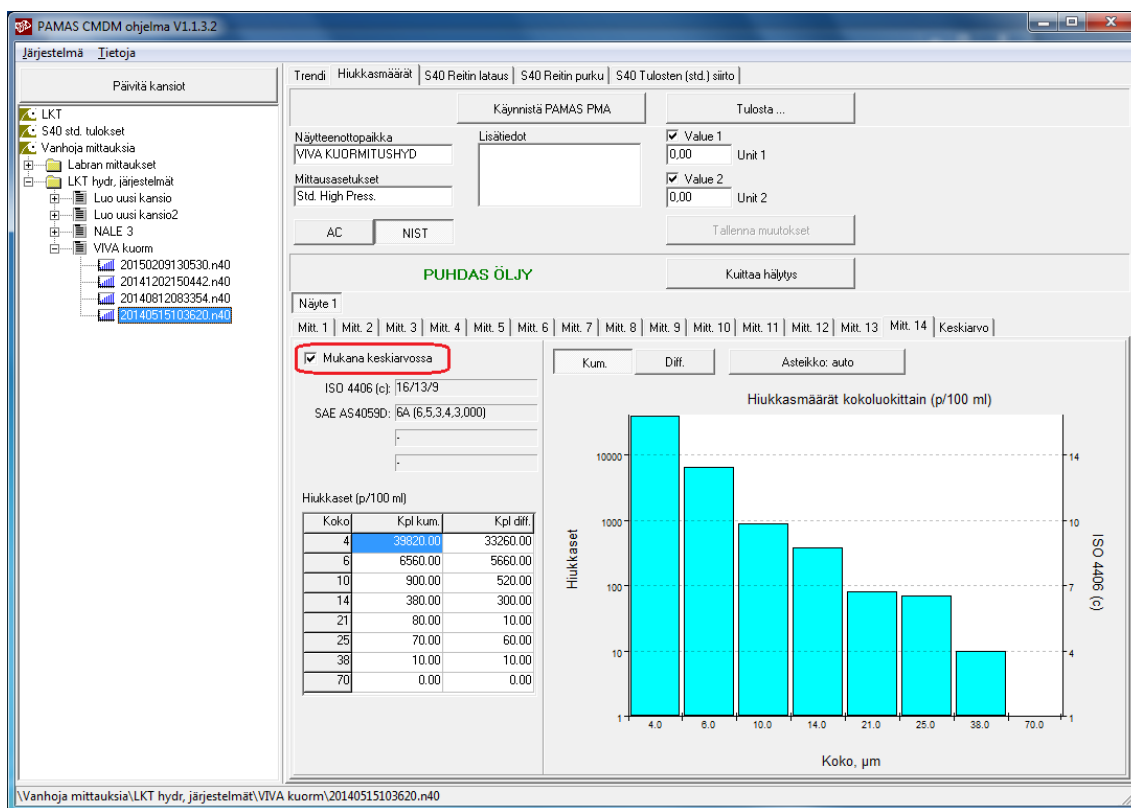 PAMAS CMDM ohjelma V1.1.3.2
Järjestelmä Tietoja
Päivitä kansiot
LKT
S40 std. tulokset
Vanhoja mittauksia
Labran mittaukset
LKT hydr, järjestelmät
Luo uusi kansio
Luo uusi kansio2
NALE 3
VIVA kuorm
20150209130530.n40
20141202150442.n40
20140812083354.n40
20140515103620.n40
Trendi Hiukkasmäärät S40 Reitin lataus S40 Reitin purku S40 Tulosten (std.) siirto
Käynnistä PAMAS PMA Tulosta ...
Näytteenottopaikka Lisätiedot Value 1
VIVA KUORMITUSHYD 0,00 Unit 1
Mittausasetukset Value 2
Std. High Press. 0,00 Unit 2
AC NIST Tallenna muutokset
PUHDAS ÖLJY Kuittaa hälytys
Näyte 1
Mitt. 1 Mitt. 2 Mitt. 3 Mitt. 4 Mitt. 5 Mitt. 6 Mitt. 7 Mitt. 8 Mitt. 9 Mitt. 10 Mitt. 11 Mitt. 12 Mitt. 13 Mitt. 14 Keskiarvo
Mukana keskiarvossa
ISO 4406 (c): 16/13/9
SAE AS4059D: 6A (6,5,3,4,3,000)
-
-
Hiukkaset (p/100 ml)
Koko Kpl kum. Kpl diff.
4 39820.00 33260.00
6 6560.00 5660.00
10 900.00 520.00
14 380.00 300.00
21 80.00 10.00
25 70.00 60.00
38 10.00 10.00
70 0.00 0.00
Kum. Diff. Asteikko: auto
Hiukkasmäärät kokoluokittain (p/100 ml)
Hiukkaset
10000
1000
100
10
1
14
10
7
4
1
ISO 4406 (c)
4.0 6.0 10.0 14.0 21.0 25.0 38.0 70.0
Koko, µm
\Vanhoja mittauksia\LKT hydr, järjestelmät\VIVA kuorm\20140515103620.n40